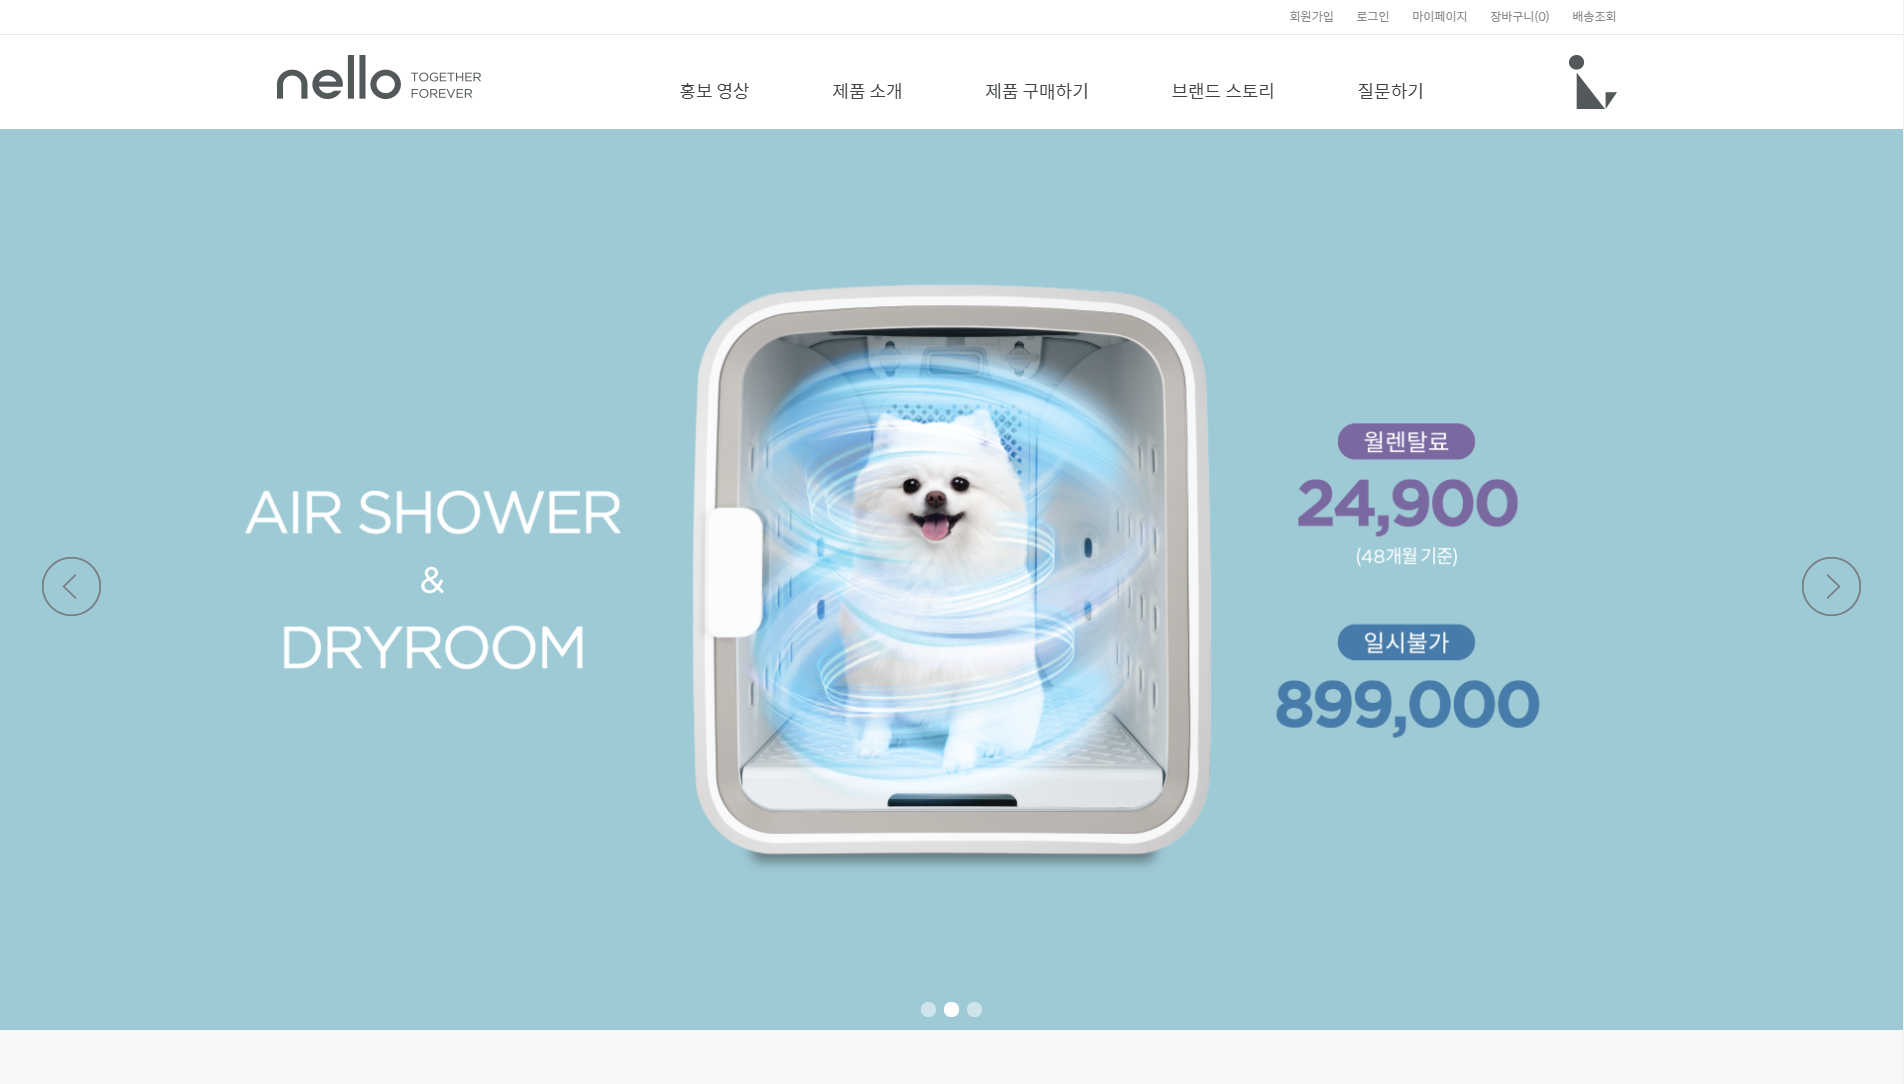 회원가입 로그인 마이페이지 장바구니(0) 배송조회
nello TOGETHER FOREVER
홍보 영상 제품 소개 제품 구매하기 브랜드 스토리 질문하기
AIR SHOWER
&
DRYROOM
월렌탈료
24,900
(48개월 기준)
일시불가
899,000